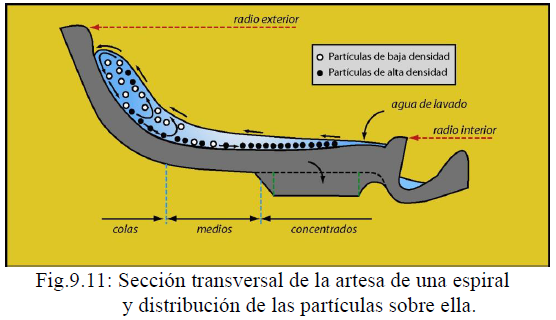 radio exterior
Partículas de baja densidad
Partículas de alta densidad
agua de lavado
radio interior
colas
medios
concentrados
Fig.9.11: Sección transversal de la artesa de una espiral
y distribución de las partículas sobre ella.